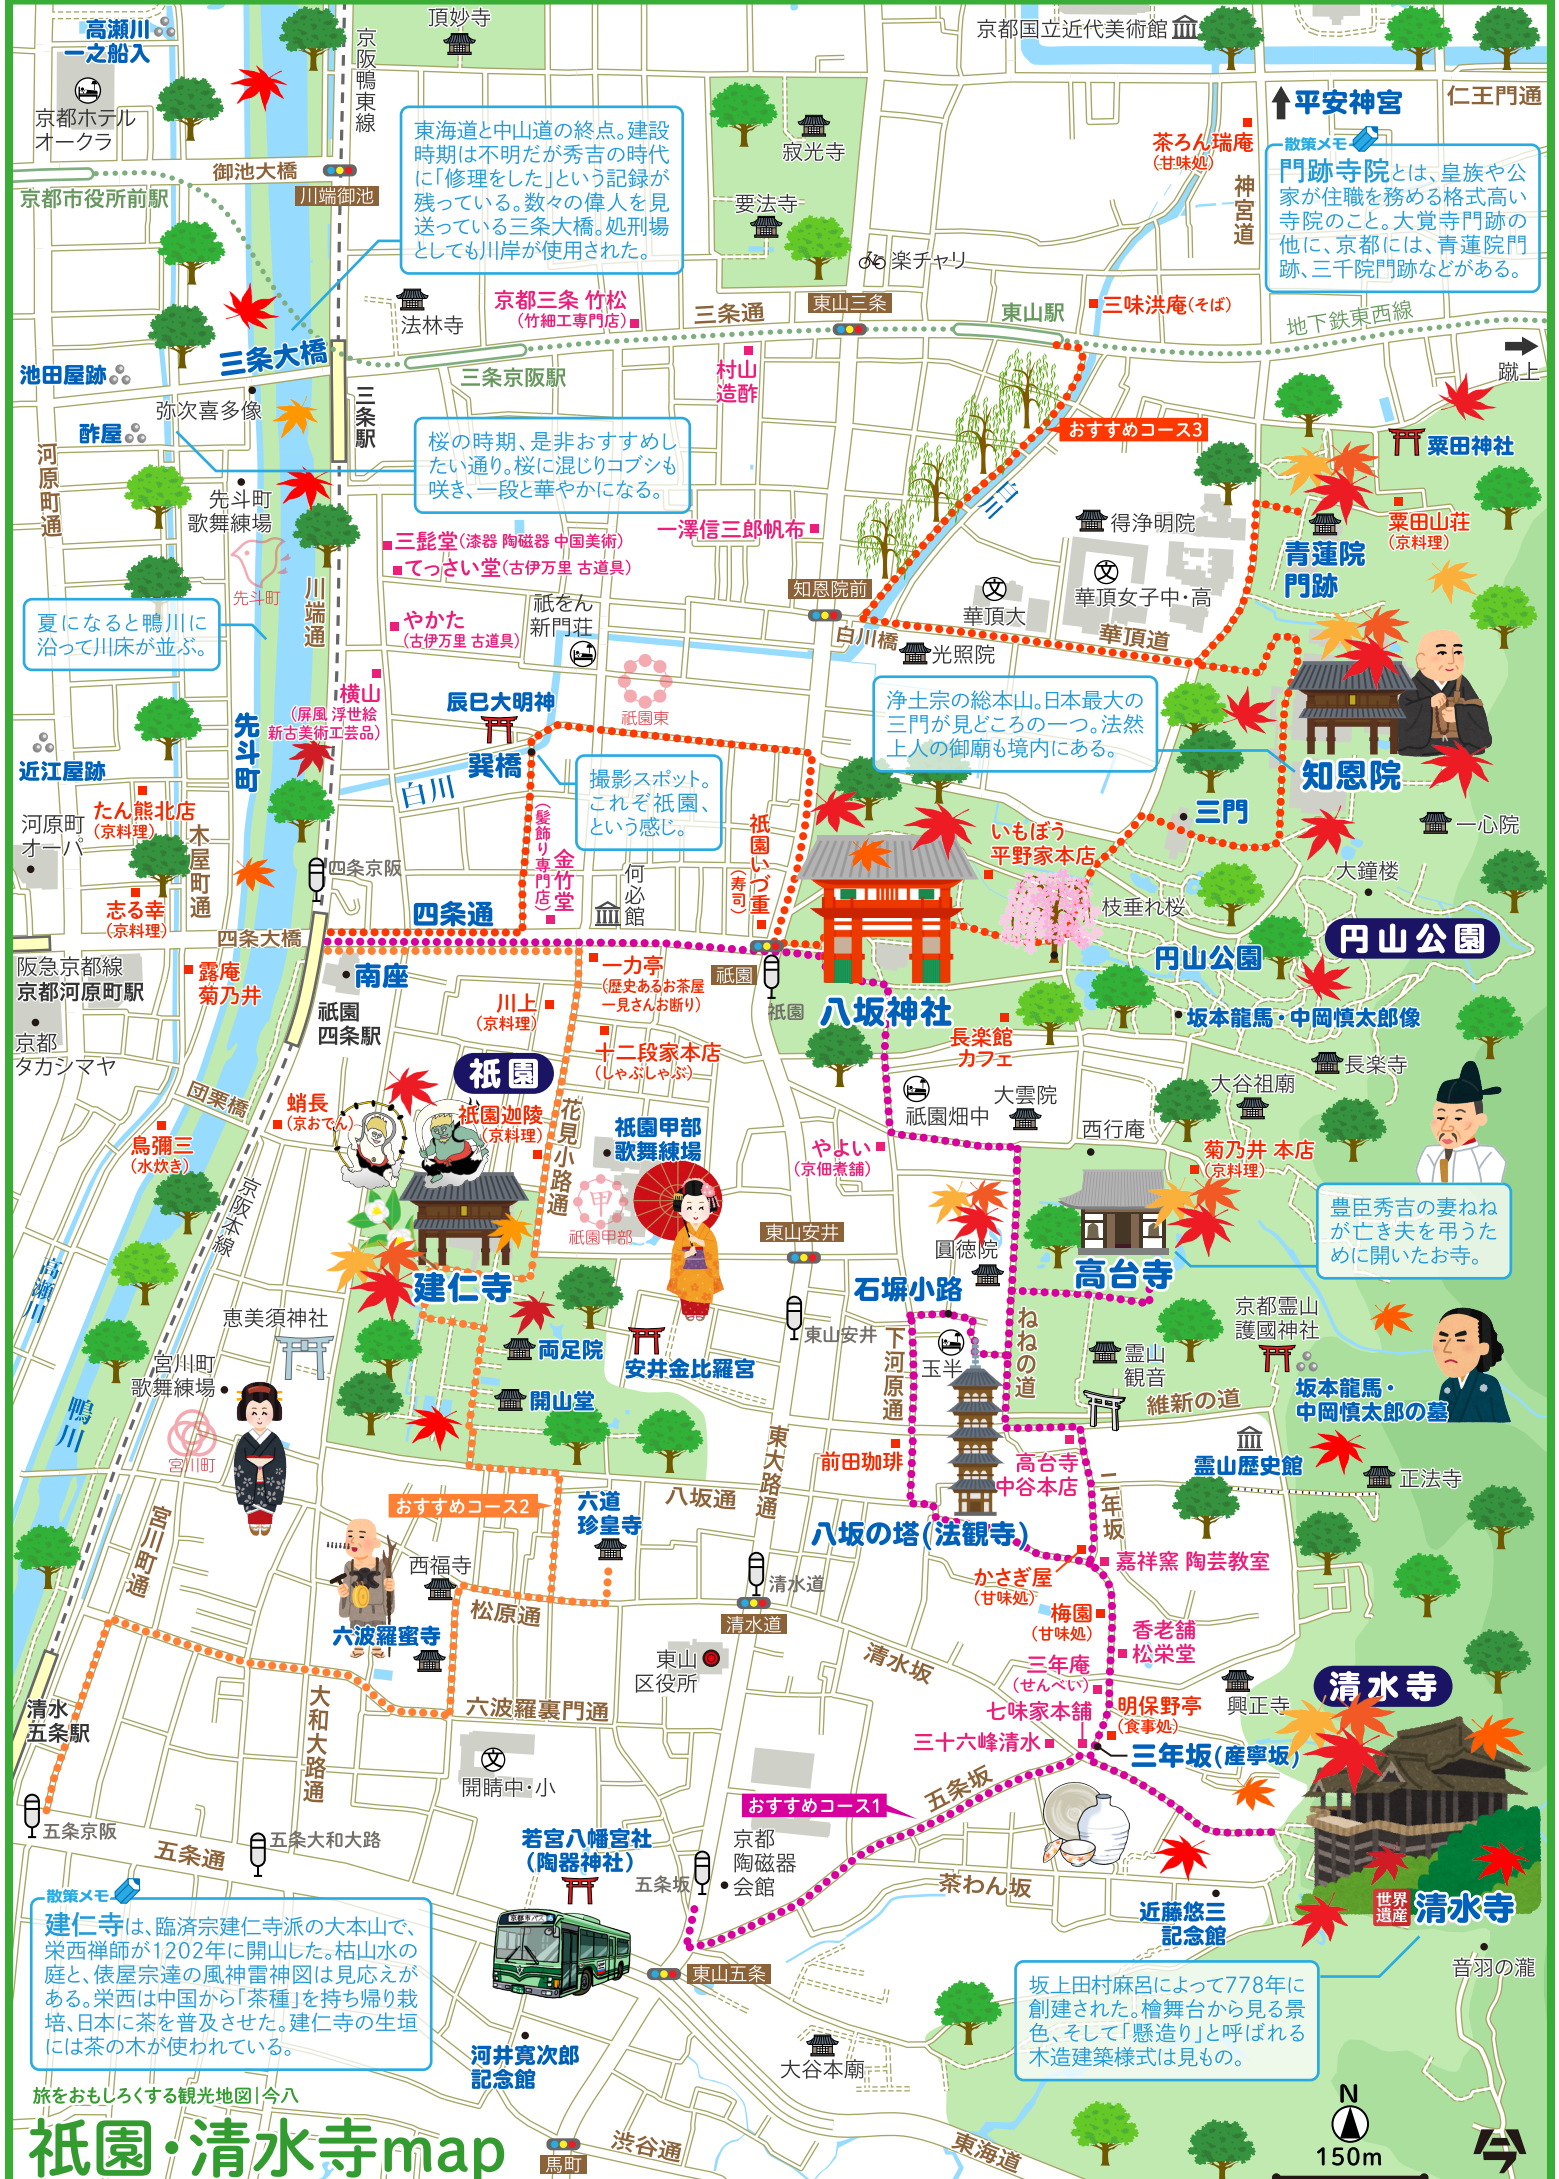 高瀬川
一之船入
京都ホテル
オークラ
京阪鴨東線
頂妙寺
京都国立近代美術館
平安神宮
仁王門通
東海道と中山道の終点。建設
時期は不明だが秀吉の時代
に「修理をした」という記録が
残っている。数々の偉人を見
送っている三条大橋。処刑場
としても川岸が使用された。
寂光寺
要法寺
茶ろん瑞庵
(甘味処)
神宮道
散策メモ
門跡寺院とは、皇族や公
家が住職を務める格式高い
寺院のこと。大覚寺門跡の
他に、京都には、青蓮院門
跡、三千院門跡などがある。
御池大橋
川端御池
京都市役所前駅
楽チャリ
法林寺
京都三条 竹松
(竹細工専門店)
三条通
東山三条
東山駅
三味洪庵(そば)
地下鉄東西線
蹴上
三条大橋
池田屋跡
弥次喜多像
三条京阪駅
三条駅
村山
造酢
酢屋
河原町通
桜の時期、是非おすすめし
たい通り。桜に混じりコブシも
咲き、一段と華やかになる。
おすすめコース3
粟田神社
先斗町
歌舞練場
先斗町
川端通
三髭堂(漆器 陶磁器 中国美術)
てっさい堂(古伊万里 古道具)
一澤信三郎帆布
白川
得浄明院
粟田山荘
(京料理)
青蓮院
門跡
夏になると鴨川に
沿って川床が並ぶ。
やかた
(古伊万里 古道具)
祇をん
新門荘
知恩院前
白川橋
華頂大
華頂女子中・高
華頂道
光照院
横山
(屏風 浮世絵
新古美術工芸品)
辰巳大明神
祇園東
浄土宗の総本山。日本最大の
三門が見どころの一つ。法然
上人の御廟も境内にある。
知恩院
先斗町
近江屋跡
巽橋
白川
撮影スポット。
これぞ祇園、
という感じ。
三門
一心院
たん熊北店
(京料理)
河原町
オーパ
木屋町通
四条京阪
金竹堂
(髪飾り専門店)
何必館
祇園いづ重
(寿司)
いもぼう
平野家本店
大鐘楼
志る幸
(京料理)
四条通
枝垂れ桜
円山公園
円山公園
四条大橋
阪急京都線
京都河原町駅
露庵
菊乃井
南座
一力亭
(歴史あるお茶屋
一見さんお断り)
祇園
祇園
八坂神社
坂本龍馬・中岡慎太郎像
京都
タカシマヤ
祇園
四条駅
川上
(京料理)
十二段家本店
(しゃぶしゃぶ)
長楽館
カフェ
長楽寺
祇園
団栗橋
蛸長
(京おでん)
祇園迦陵
(京料理)
花見小路通
祇園甲部
歌舞練場
祇園畑中
大雲院
大谷祖廟
西行庵
鳥彌三
(水炊き)
京阪本線
やよい
(京佃煮舗)
菊乃井 本店
(京料理)
甲
祇園甲部
東山安井
圓徳院
高台寺
豊臣秀吉の妻ねね
が亡き夫を弔うた
めに開いたお寺。
高瀬川
建仁寺
石塀小路
恵美須神社
両足院
安井金比羅宮
東山安井
下河原通
玉半
ねねの道
霊山
観音
京都霊山
護國神社
宮川町
歌舞練場
開山堂
維新の道
坂本龍馬・
中岡慎太郎の墓
鴨川
宮川町
東大路通
前田珈琲
高台寺
中谷本店
霊山歴史館
正法寺
おすすめコース2
六道
珍皇寺
八坂通
二年坂
八坂の塔(法観寺)
宮川町通
西福寺
清水道
かさぎ屋
(甘味処)
嘉祥窯 陶芸教室
松原通
清水道
梅園
(甘味処)
香老舗
松栄堂
六波羅蜜寺
東山
区役所
清水坂
三年庵
(せんべい)
清水
五条駅
大和大路通
六波羅裏門通
七味家本舗
明保野亭
(食事処)
興正寺
清水寺
三十六峰清水
三年坂(産寧坂)
開睛中・小
おすすめコース1
五条坂
五条京阪
五条大和大路
五条通
若宮八幡宮社
(陶器神社)
京都
陶磁器
会館
五条坂
茶わん坂
近藤悠三
記念館
世界
遺産
清水寺
散策メモ
建仁寺は、臨済宗建仁寺派の大本山で、
栄西禅師が1202年に開山した。枯山水の
庭と、俵屋宗達の風神雷神図は見応えが
ある。栄西は中国から「茶種」を持ち帰り栽
培、日本に茶を普及させた。建仁寺の生垣
には茶の木が使われている。
東山五条
音羽の瀧
坂上田村麻呂によって778年に
創建された。檜舞台から見る景
色、そして「懸造り」と呼ばれる
木造建築様式は見もの。
河井寛次郎
記念館
大谷本廟
旅をおもしろくする観光地図|今八
祇園・清水寺map
馬町
渋谷通
東海道
N
150m